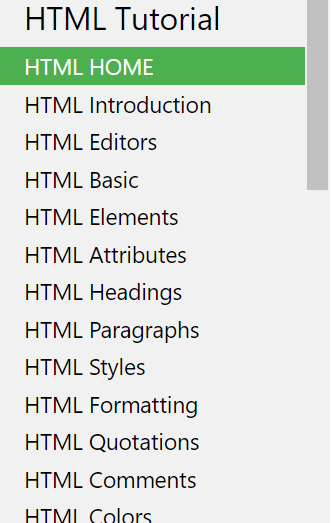 HTML Tutorial
HTML HOME
HTML Introduction
HTML Editors
HTML Basic
HTML Elements
HTML Attributes
HTML Headings
HTML Paragraphs
HTML Styles
HTML Formatting
HTML Quotations
HTML Comments
HTML Colors